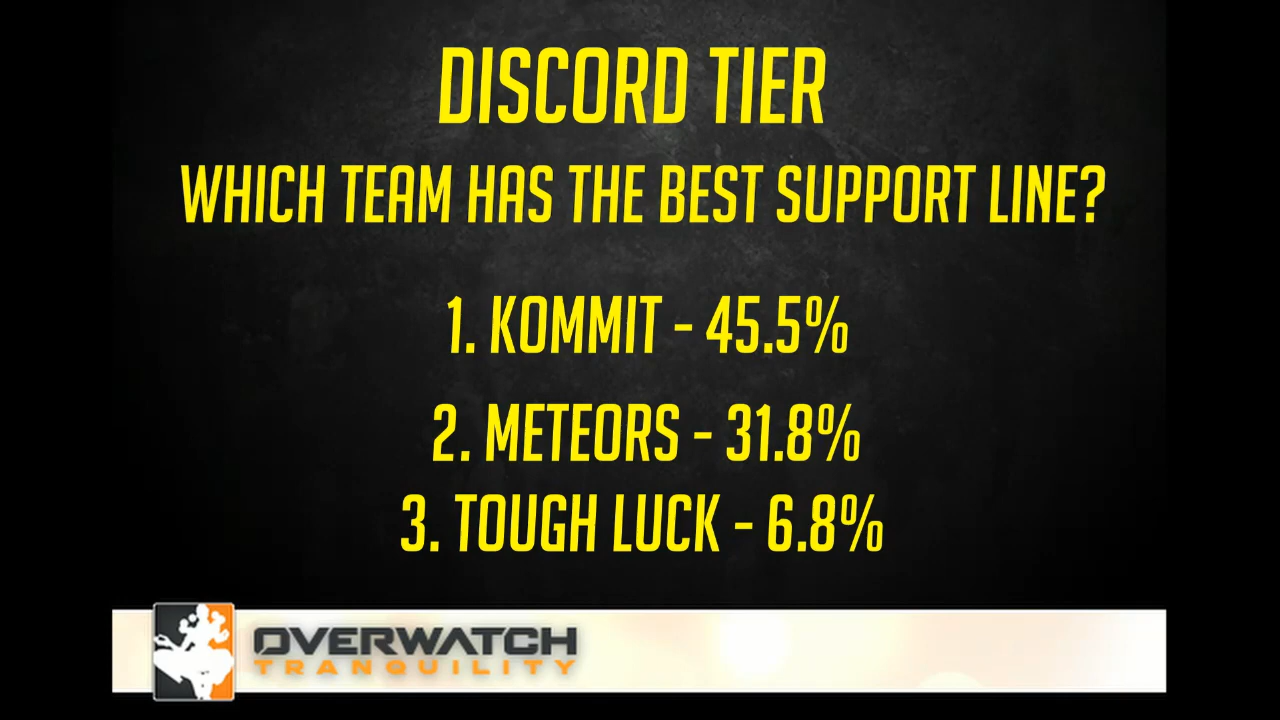 DISCORD TIER
WHICH TEAM HAS THE BEST SUPPORT LINE?
1. KOMMIT - 45.5%
2. METEORS - 31.8%
3. TOUGH LUCK - 6.8%
OVERWATCH
TRANQUILITY